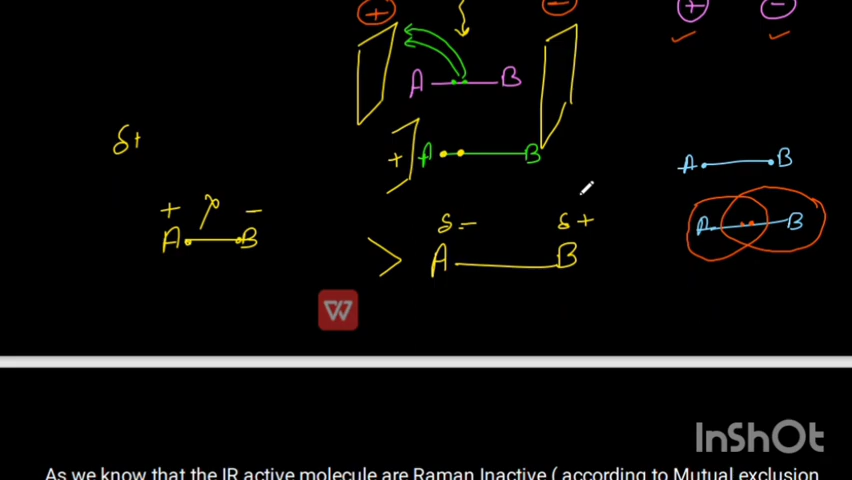 + − + −
A B
δ+
+ A B
A B
+ −
A B
δ− δ+
> A B
A B
W
InShOt
As we know that the IR active molecule are Raman Inactive ( according to Mutual exclusion